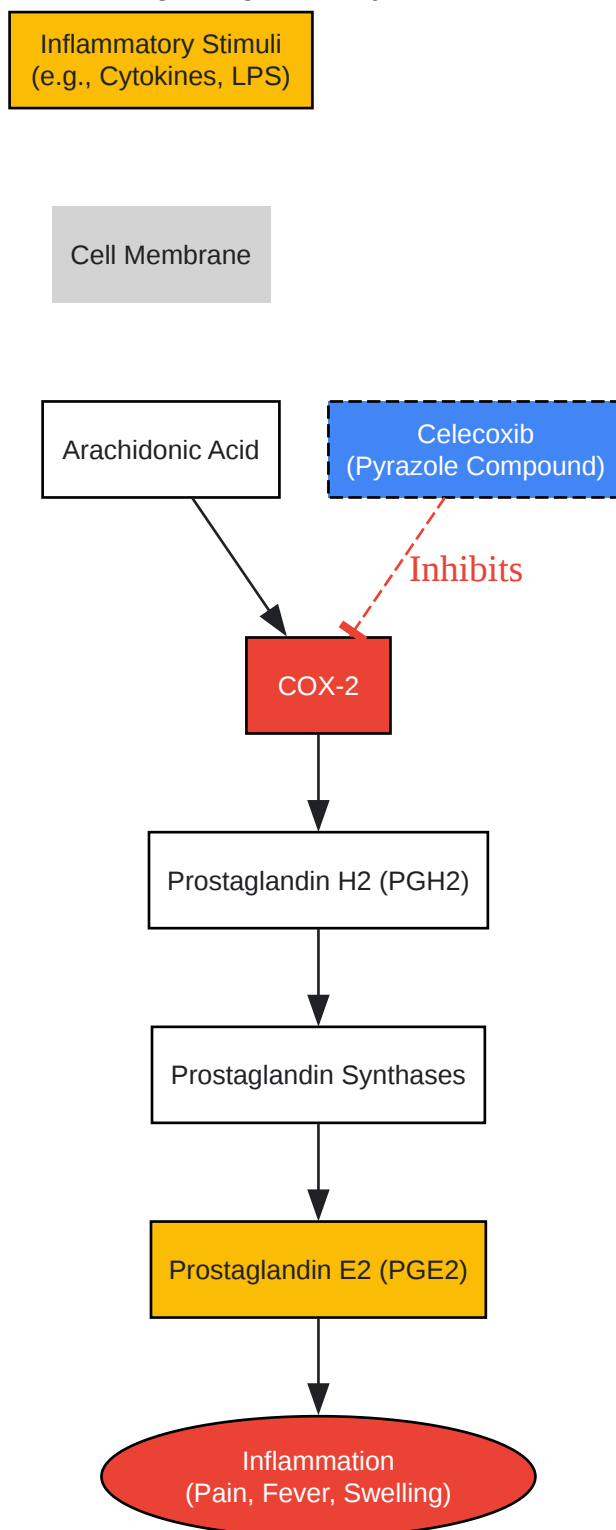 Inflammatory Stimuli
(e.g., Cytokines, LPS)
Cell Membrane
Arachidonic Acid
Celecoxib
(Pyrazole Compound)
Inhibits
COX-2
Prostaglandin H2 (PGH2)
Prostaglandin Synthases
Prostaglandin E2 (PGE2)
Inflammation
(Pain, Fever, Swelling)